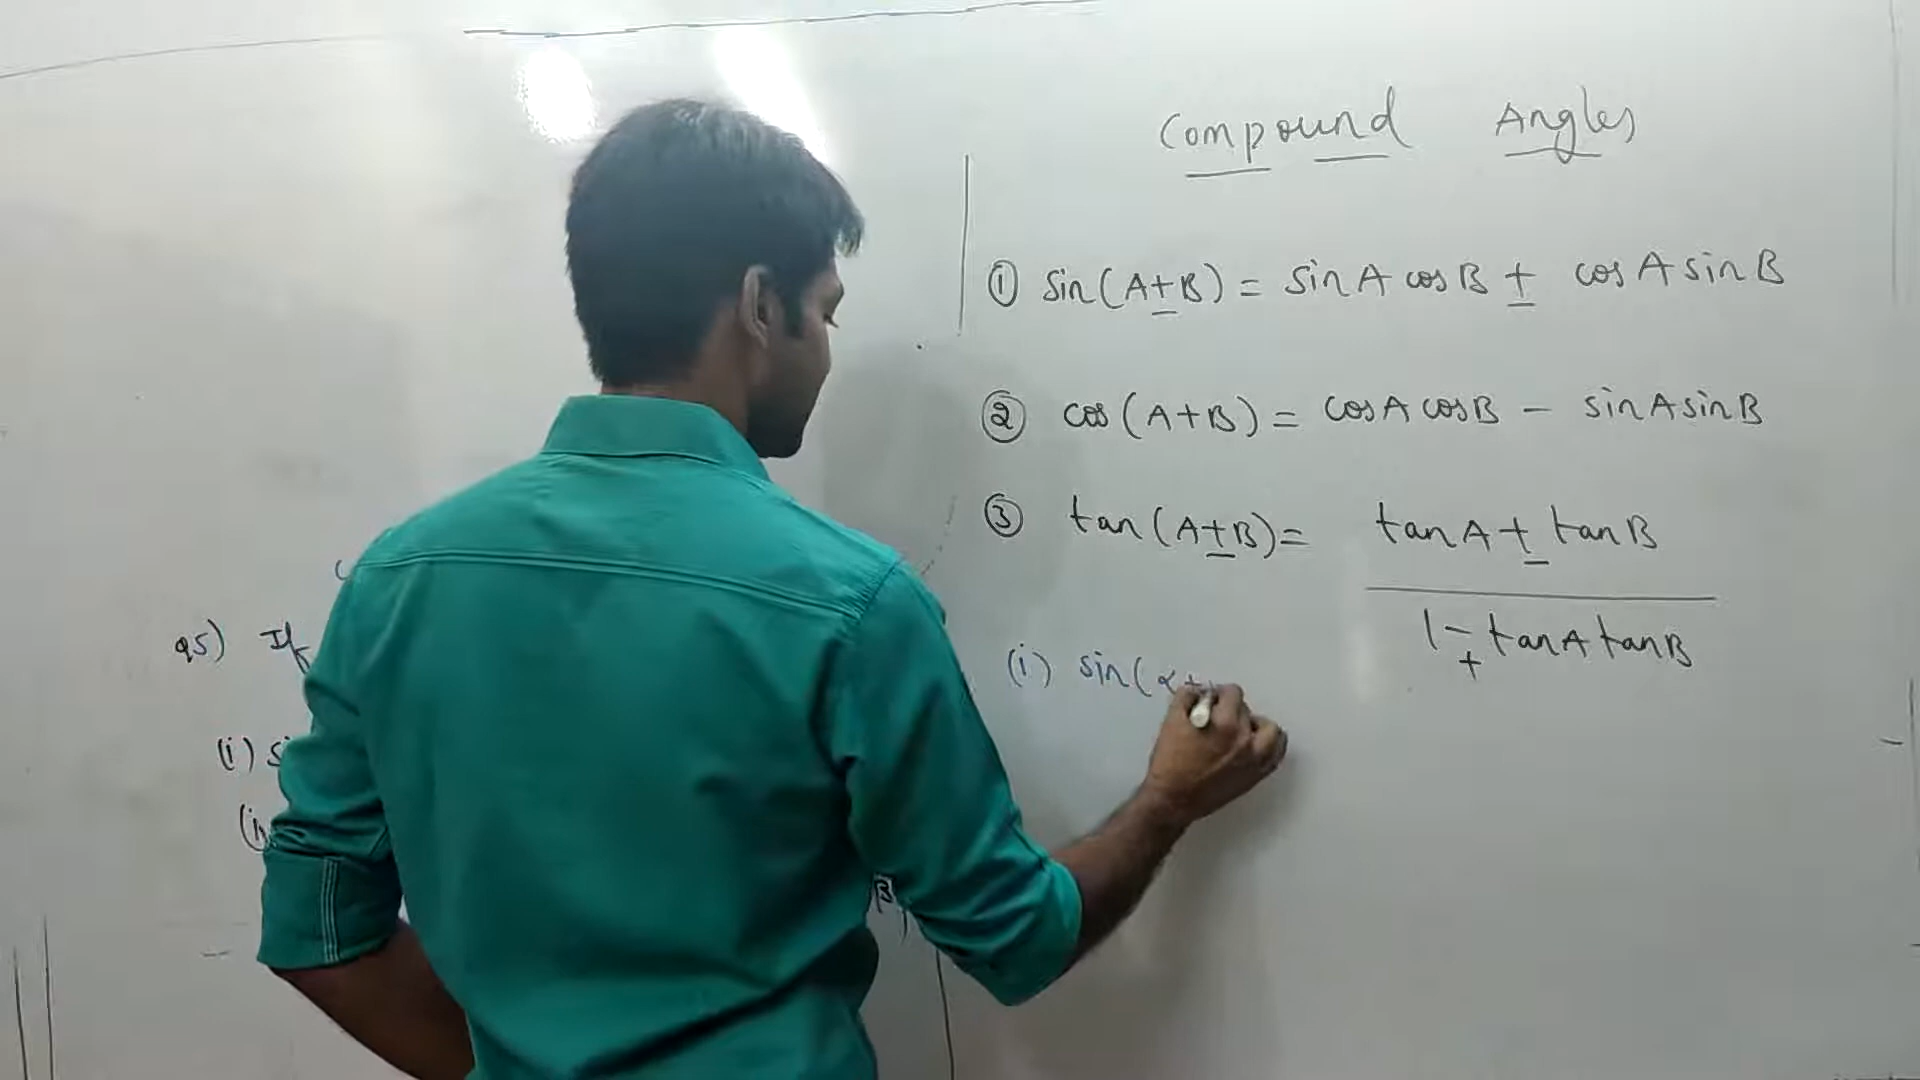 Compound Angles
① sin(A±B) = sinA cosB ± cosA sinB
② cos(A+B) = cosA cosB - sinA sinB
③ tan(A±B) = tanA ± tanB
1 ∓ tanA tanB
(i) sin(α+
Q5) If
(i) s
(i
β)